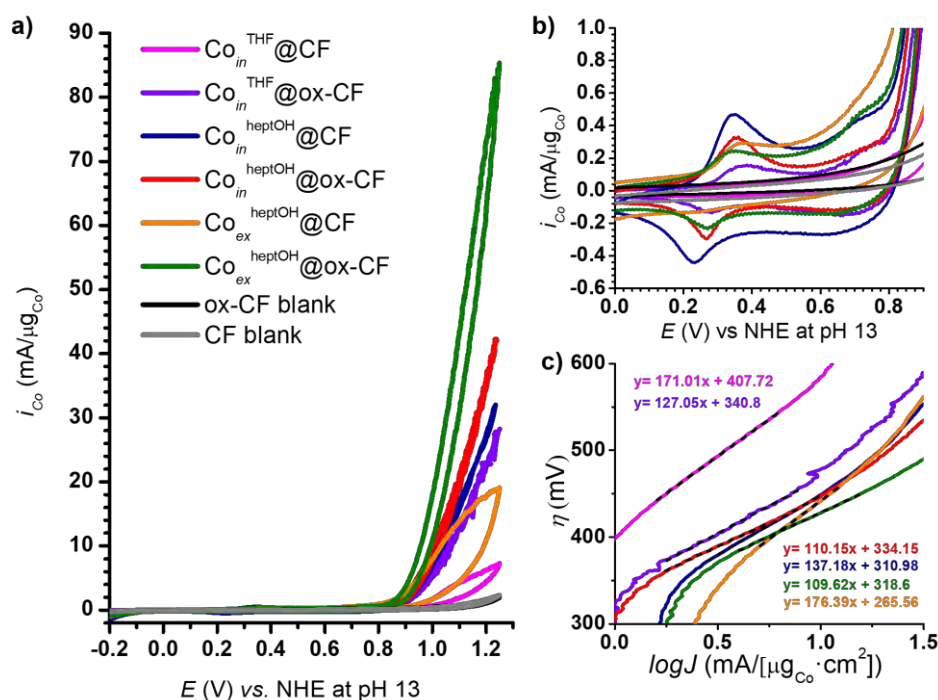 a)
90
80
70
60
50
40
30
20
10
0
i_Co (mA/µg_Co)
Co_in^THF@CF
Co_in^THF@ox-CF
Co_in^heptOH@CF
Co_in^heptOH@ox-CF
Co_ex^heptOH@CF
Co_ex^heptOH@ox-CF
ox-CF blank
CF blank
-0.2 0.0 0.2 0.4 0.6 0.8 1.0 1.2
E (V) vs. NHE at pH 13
b)
1.0
0.8
0.6
0.4
0.2
0.0
-0.2
-0.4
-0.6
i_Co (mA/µg_Co)
0.0 0.2 0.4 0.6 0.8
E (V) vs NHE at pH 13
c)
600
500
400
300
η (mV)
y= 171.01x + 407.72
y= 127.05x + 340.8
y= 110.15x + 334.15
y= 137.18x + 310.98
y= 109.62x + 318.6
y= 176.39x + 265.56
0.0 0.5 1.0 1.5
logJ (mA/[µg_Co·cm²])